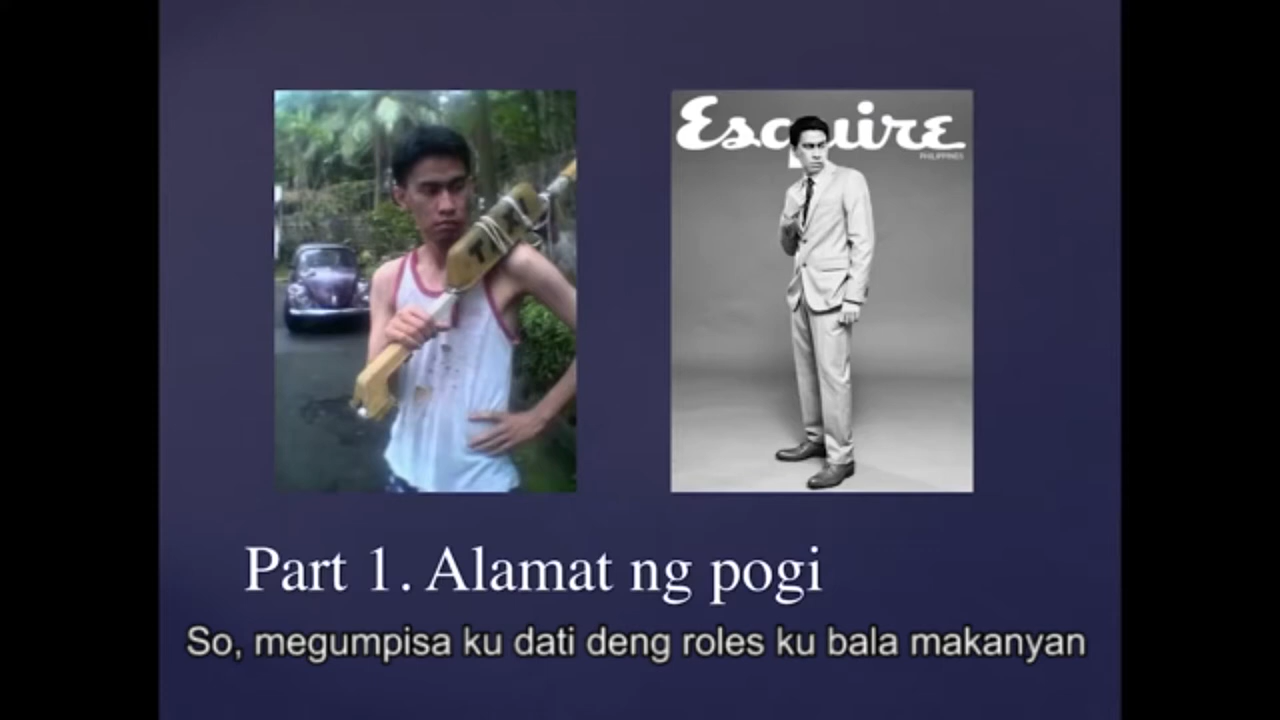 Esquire
PHILIPPINES
Part 1. Alamat ng pogi
So, megumpisa ku dati deng roles ku bala makanyan